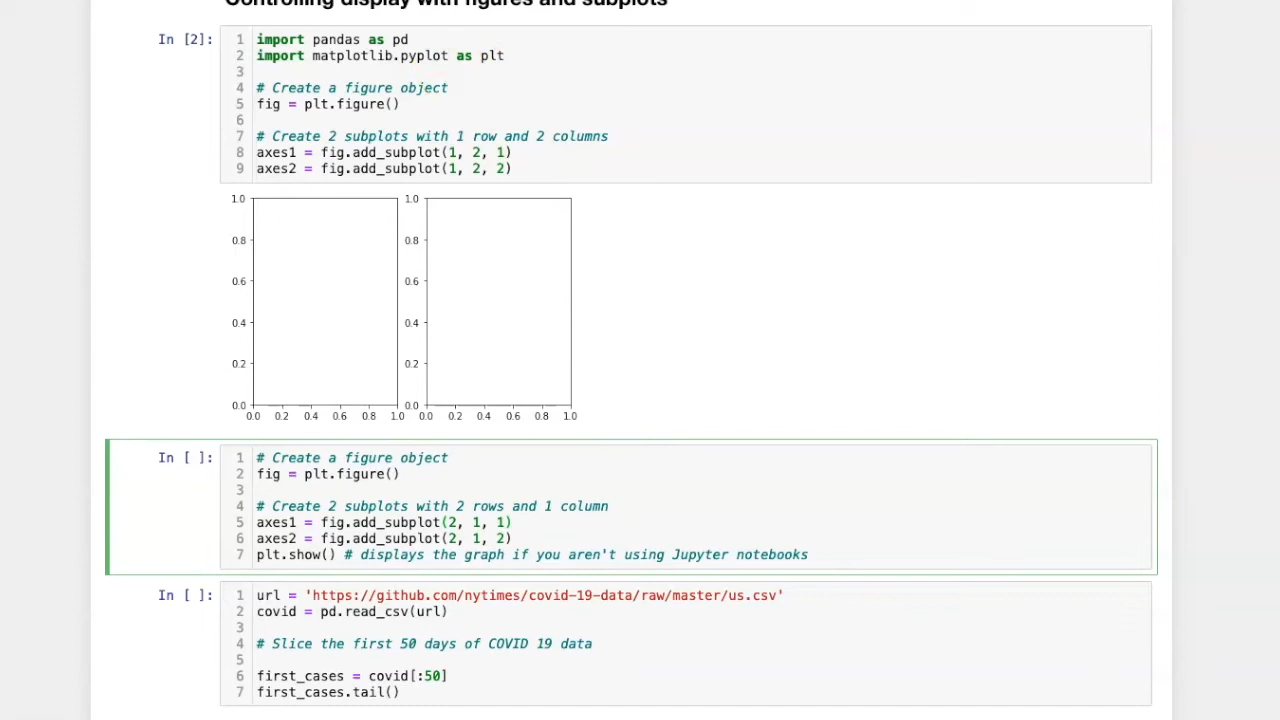 Controlling display with figures and subplots
In [2]:
1 import pandas as pd
2 import matplotlib.pyplot as plt
3
4 # Create a figure object
5 fig = plt.figure()
6
7 # Create 2 subplots with 1 row and 2 columns
8 axes1 = fig.add_subplot(1, 2, 1)
9 axes2 = fig.add_subplot(1, 2, 2)
1.0
0.8
0.6
0.4
0.2
0.0
0.0 0.2 0.4 0.6 0.8 1.0
1.0
0.8
0.6
0.4
0.2
0.0
0.0 0.2 0.4 0.6 0.8 1.0
In [ ]:
1 # Create a figure object
2 fig = plt.figure()
3
4 # Create 2 subplots with 2 rows and 1 column
5 axes1 = fig.add_subplot(2, 1, 1)
6 axes2 = fig.add_subplot(2, 1, 2)
7 plt.show() # displays the graph if you aren't using Jupyter notebooks
In [ ]:
1 url = 'https://github.com/nytimes/covid-19-data/raw/master/us.csv'
2 covid = pd.read_csv(url)
3
4 # Slice the first 50 days of COVID 19 data
5
6 first_cases = covid[:50]
7 first_cases.tail()